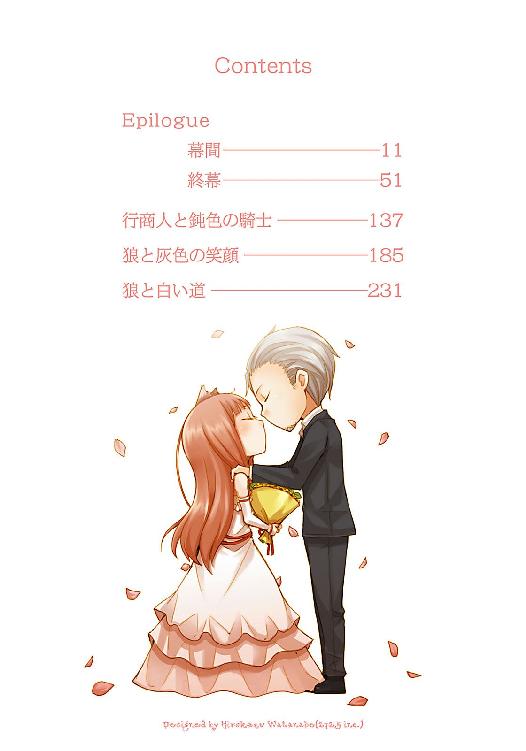 Contents
Epilogue
幕間 11
終幕 51
行商人と鈍色の騎士 137
狼と灰色の笑顔 185
狼と白い道 231
Designed by Hirokazu Watanabe(2725 inc.)